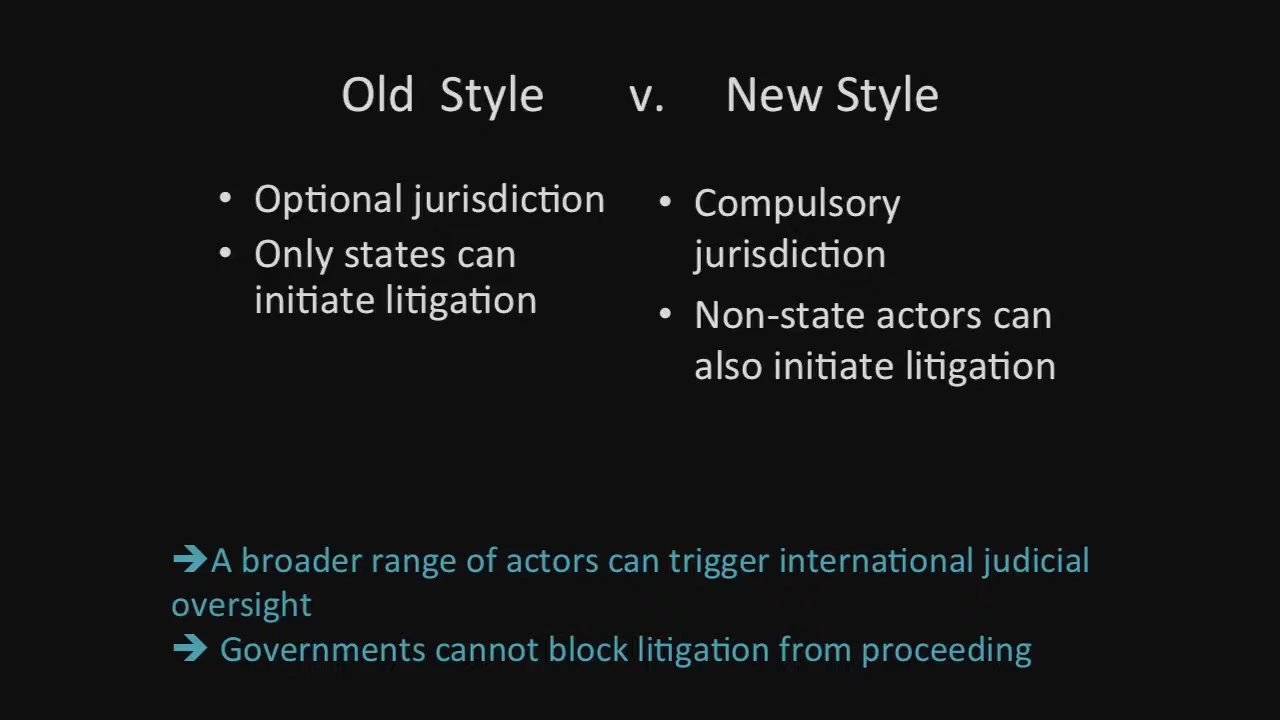 Old Style v. New Style
• Optional jurisdiction
• Only states can
initiate litigation
• Compulsory
jurisdiction
• Non-state actors can
also initiate litigation
➔A broader range of actors can trigger international judicial
oversight
➔ Governments cannot block litigation from proceeding